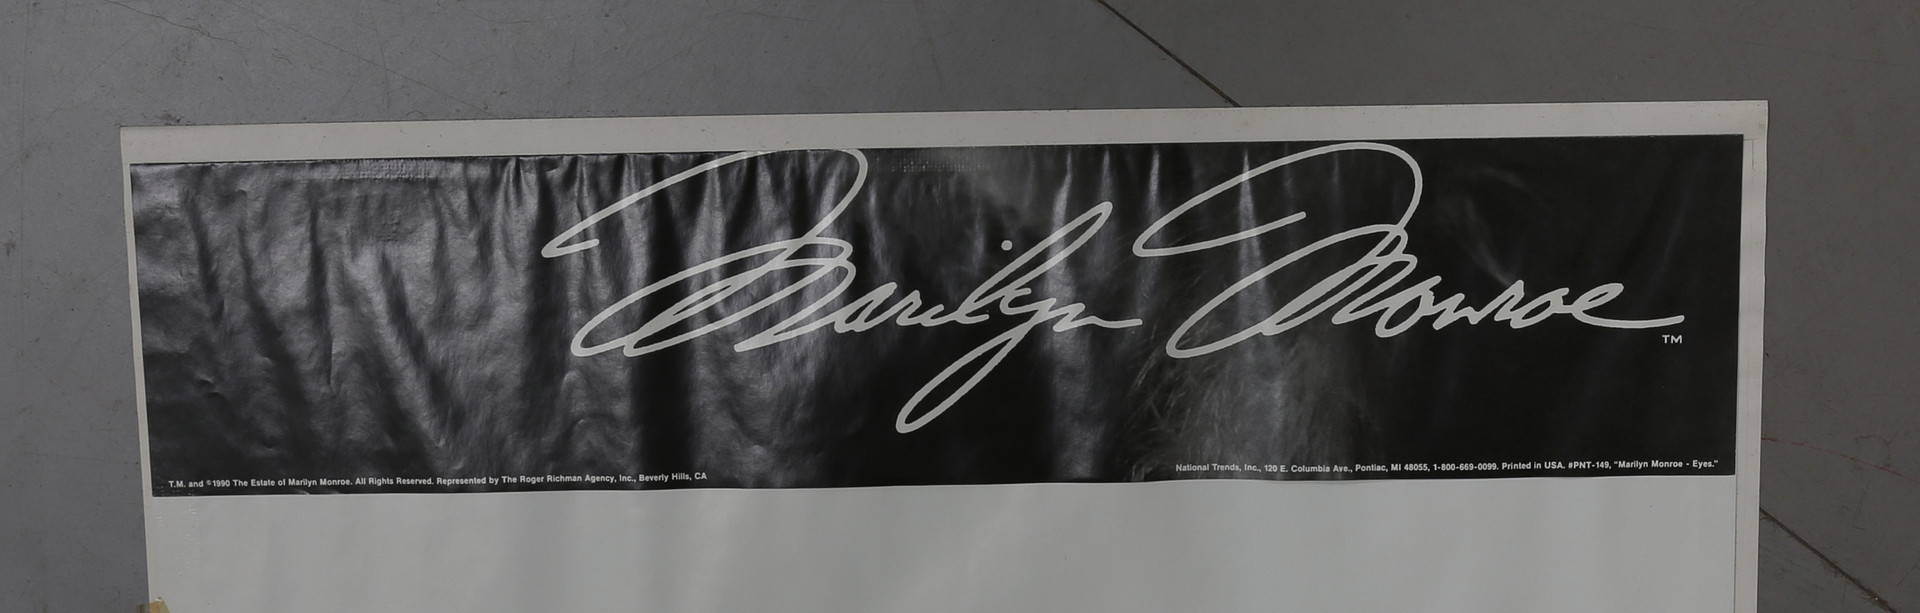 Marilyn Monroe
TM
T.M. and ©1990 The Estate of Marilyn Monroe. All Rights Reserved. Represented by The Roger Richman Agency, Inc., Beverly Hills, CA
National Trends, Inc., 120 E. Columbia Ave., Pontiac, MI 48055, 1-800-669-0099. Printed in USA. #PNT-149, "Marilyn Monroe - Eyes."